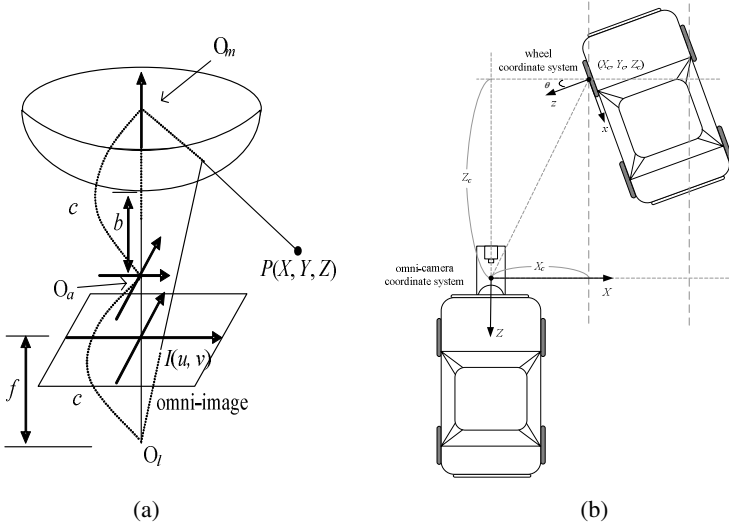 O_m
c
b
P(X, Y, Z)
O_a
I(u, v)
f
c
omni-image
O_l
(a)
wheel
coordinate system
(X_c, Y_c, Z_c)
θ
z
x
Z_c
X_c
omni-camera
coordinate system
X
Z
(b)